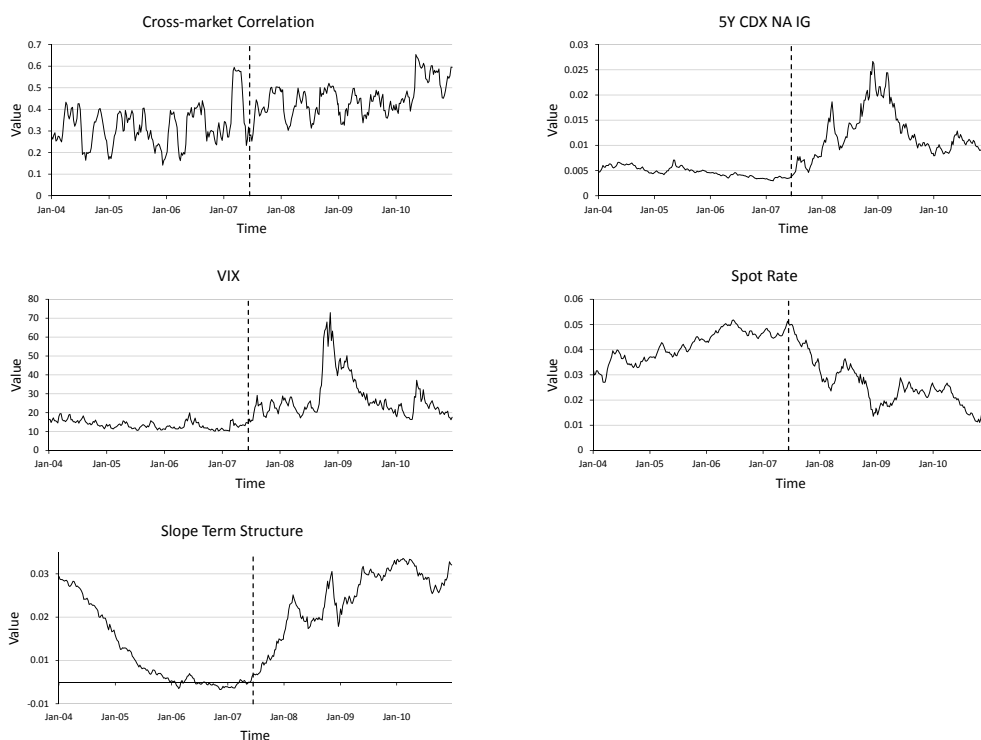 Cross-market Correlation
0.7
0.6
0.5
0.4
0.3
0.2
0.1
0
Value
Jan-04 Jan-05 Jan-06 Jan-07 Jan-08 Jan-09 Jan-10
Time
5Y CDX NA IG
0.03
0.025
0.02
0.015
0.01
0.005
0
Value
Jan-04 Jan-05 Jan-06 Jan-07 Jan-08 Jan-09 Jan-10
Time
VIX
80
70
60
50
40
30
20
10
0
Value
Jan-04 Jan-05 Jan-06 Jan-07 Jan-08 Jan-09 Jan-10
Time
Spot Rate
0.06
0.05
0.04
0.03
0.02
0.01
0
Value
Jan-04 Jan-05 Jan-06 Jan-07 Jan-08 Jan-09 Jan-10
Time
Slope Term Structure
0.03
0.02
0.01
-0.01
Value
Jan-04 Jan-05 Jan-06 Jan-07 Jan-08 Jan-09 Jan-10
Time